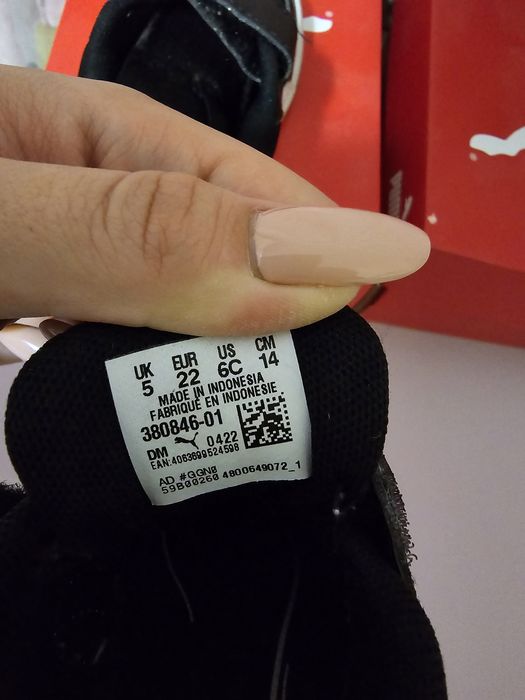 UK EUR US CM
5 22 6C 14
MADE IN INDONESIA
FABRIQUÉ EN INDONESIE
380846-01
DM 0422
EAN:4063699524598
AD #GGN0
59B00260 4800649072_1